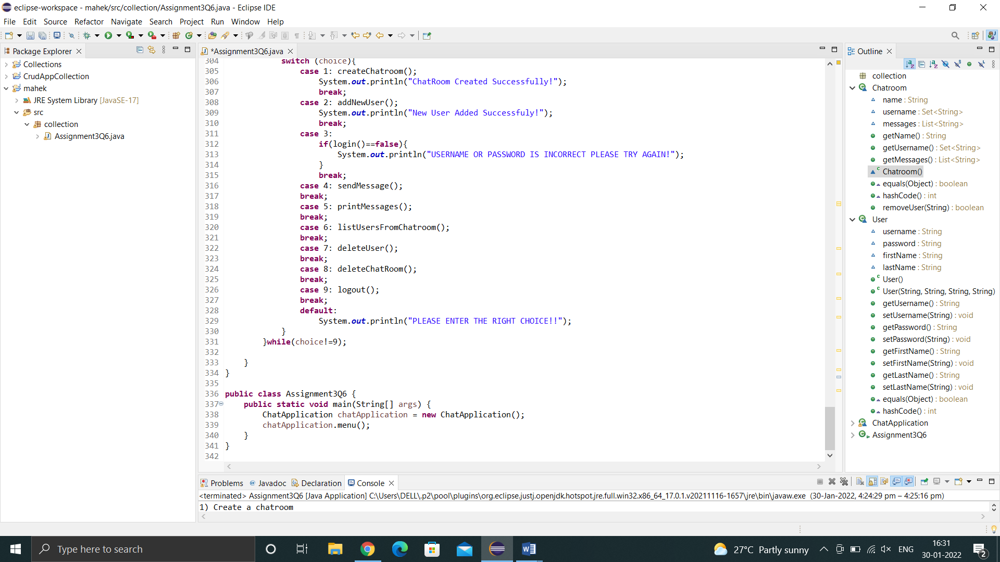 eclipse-workspace - mahek/src/collection/Assignment3Q6.java - Eclipse IDE
File Edit Source Refactor Navigate Search Project Run Window Help
Package Explorer
Collections
CrudAppCollection
mahek
JRE System Library [JavaSE-17]
src
collection
Assignment3Q6.java
*Assignment3Q6.java
304 switch (choice){
305 case 1: createChatroom();
306 System.out.println("ChatRoom Created Successfully!");
307 break;
308 case 2: addNewUser();
309 System.out.println("New User Added Successfuly!");
310 break;
311 case 3:
312 if(login()==false){
313 System.out.println("USERNAME OR PASSWORD IS INCORRECT PLEASE TRY AGAIN!");
314 }
315 break;
316 case 4: sendMessage();
317 break;
318 case 5: printMessages();
319 break;
320 case 6: listUsersFromChatroom();
321 break;
322 case 7: deleteUser();
323 break;
324 case 8: deleteChatRoom();
325 break;
326 case 9: logout();
327 break;
328 default:
329 System.out.println("PLEASE ENTER THE RIGHT CHOICE!!");
330 }
331 }while(choice!=9);
332
333 }
334 }
335
336 public class Assignment3Q6 {
337 public static void main(String[] args) {
338 ChatApplication chatApplication = new ChatApplication();
339 chatApplication.menu();
340 }
341 }
342
Outline
collection
Chatroom
name : String
username : Set<String>
messages : List<String>
getName() : String
getUsername() : Set<String>
getMessages() : List<String>
Chatroom()
equals(Object) : boolean
hashCode() : int
removeUser(String) : boolean
User
username : String
password : String
firstName : String
lastName : String
User()
User(String, String, String, String)
getUsername() : String
setUsername(String) : void
getPassword() : String
setPassword(String) : void
getFirstName() : String
setFirstName(String) : void
getLastName() : String
setLastName(String) : void
equals(Object) : boolean
hashCode() : int
ChatApplication
Assignment3Q6
Problems @ Javadoc Declaration Console
<terminated> Assignment3Q6 [Java Application] C:\Users\DELL\.p2\pool\plugins\org.eclipse.justj.openjdk.hotspot.jre.full.win32.x86_64_17.0.1.v20211116-1657\jre\bin\javaw.exe (30-Jan-2022, 4:24:29 pm – 4:25:16 pm)
1) Create a chatroom
Type here to search
27°C Partly sunny
ENG
16:31
30-01-2022
2